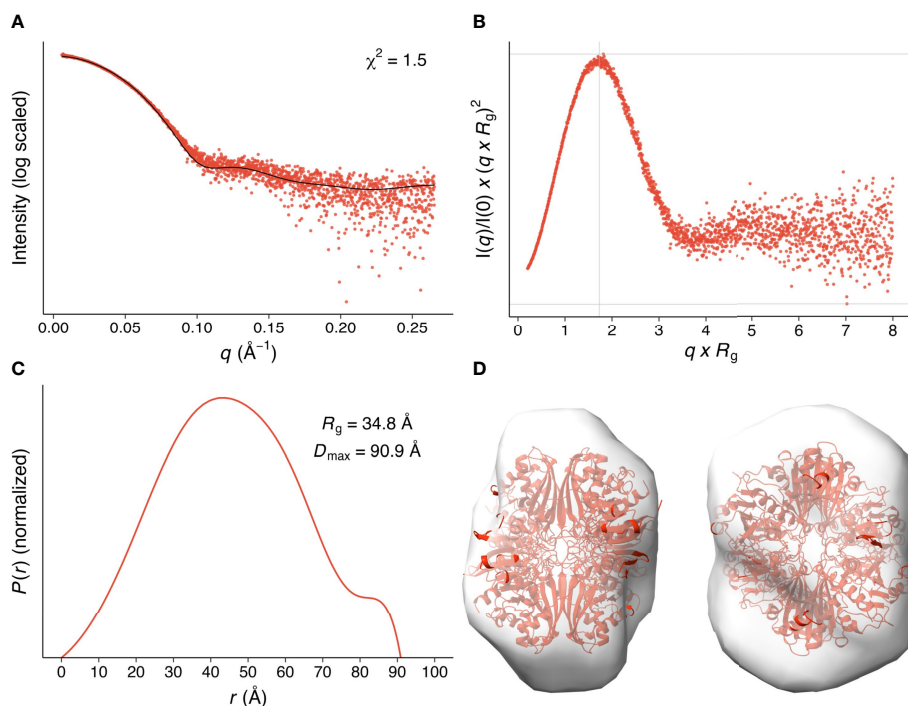 A
Intensity (log scaled)
χ² = 1.5
0.00 0.05 0.10 0.15 0.20 0.25
q (Å⁻¹)
B
I(q)/I(0) x (q x Rg)²
0 1 2 3 4 5 6 7 8
q x Rg
C
P(r) (normalized)
Rg = 34.8 Å
Dmax = 90.9 Å
0 10 20 30 40 50 60 70 80 90 100
r (Å)
D